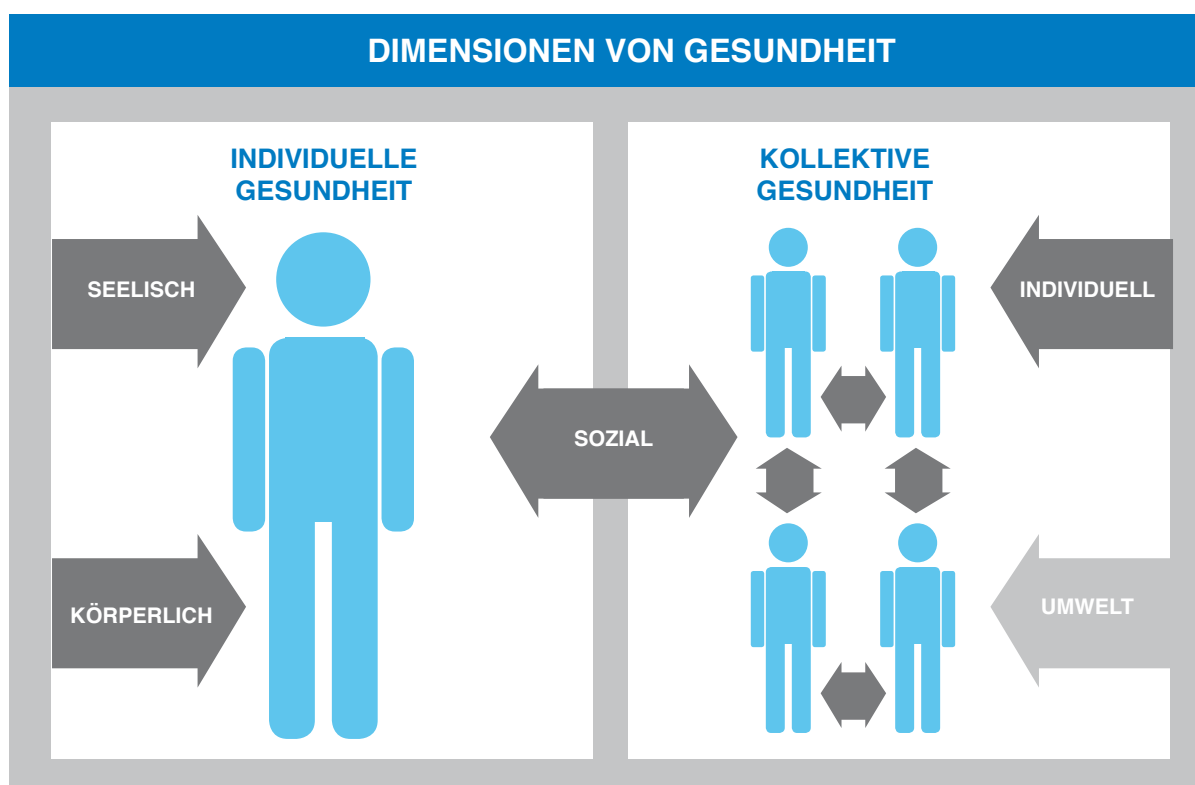 DIMENSIONEN VON GESUNDHEIT
INDIVIDUELLE
GESUNDHEIT
SEELISCH
KÖRPERLICH
SOZIAL
KOLLEKTIVE
GESUNDHEIT
INDIVIDUELL
UMWELT